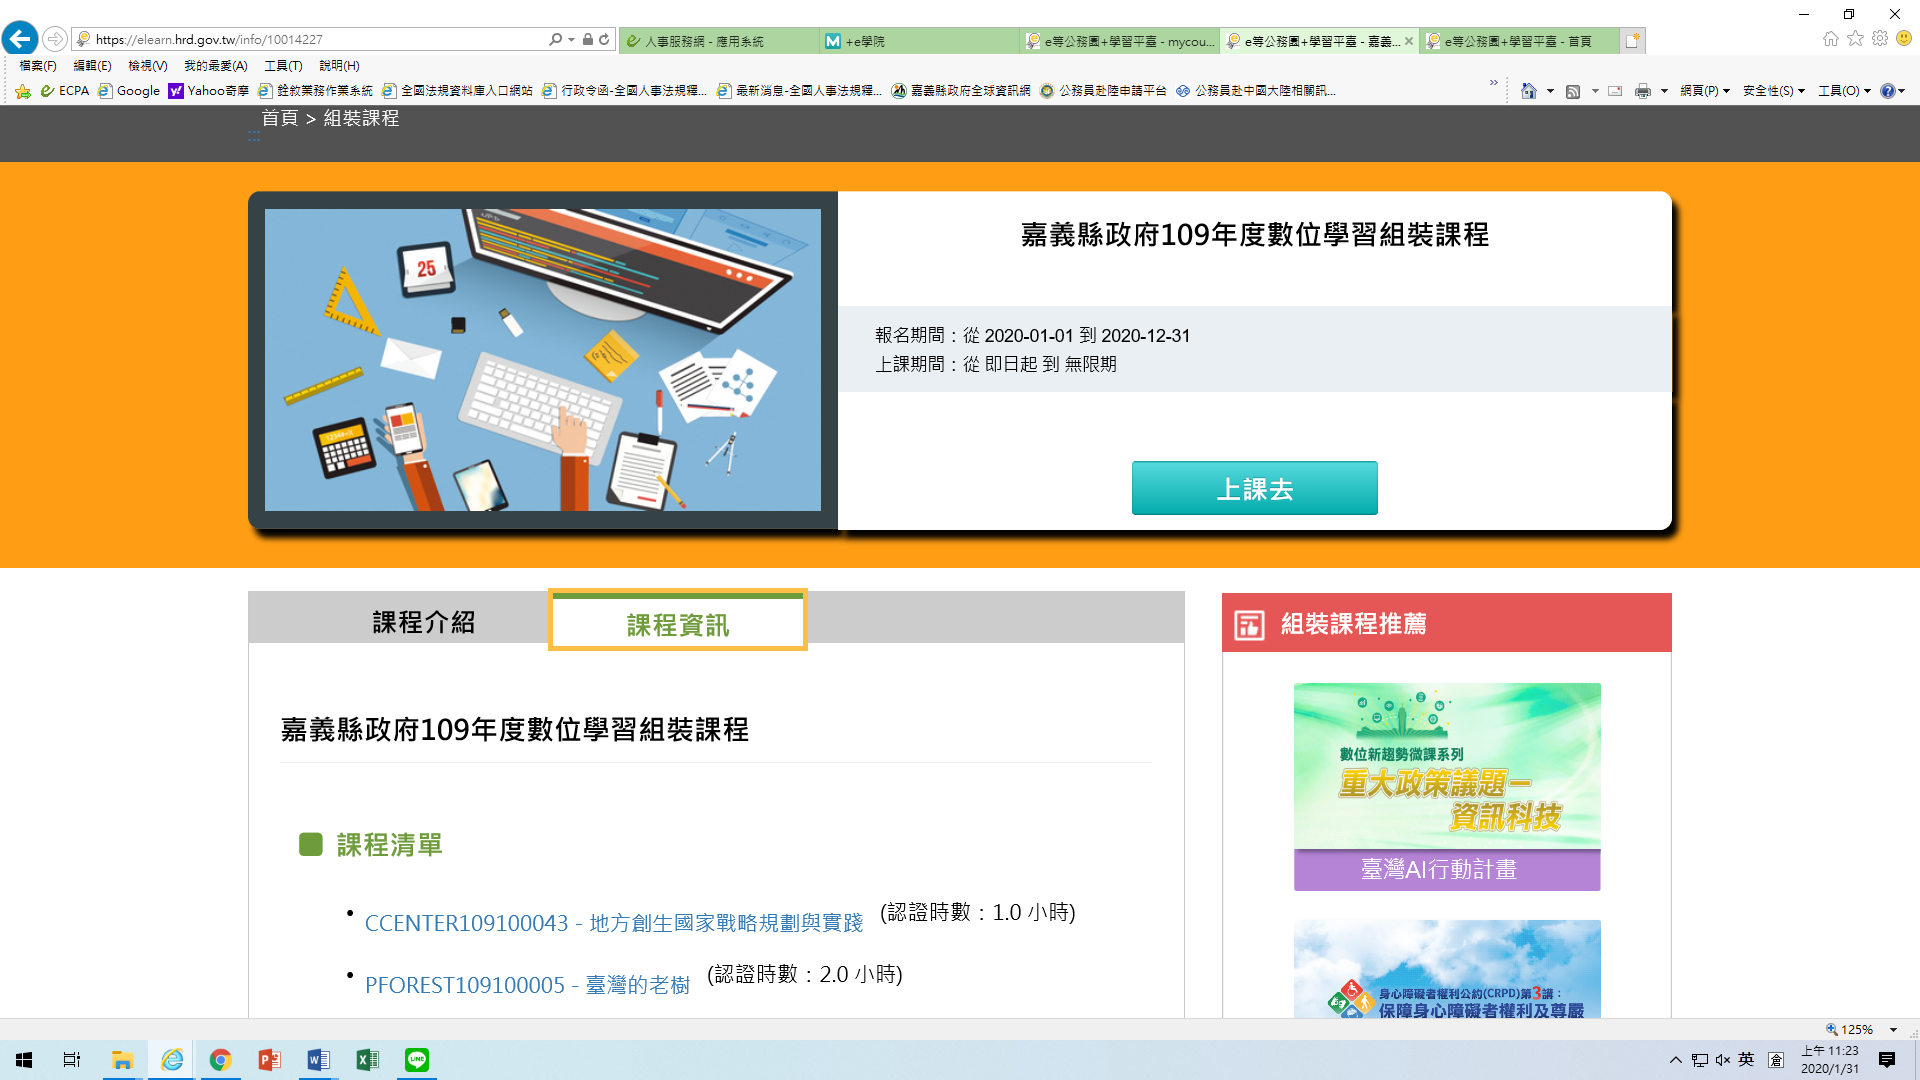 https://elearn.hrd.gov.tw/info/10014227
人事服務網 - 應用系統
+e學院
e等公務園+學習平臺 - mycou...
e等公務園+學習平臺 - 嘉義...
e等公務園+學習平臺 - 首頁
檔案(F) 編輯(E) 檢視(V) 我的最愛(A) 工具(T) 說明(H)
ECPA Google Yahoo奇摩 銓敘業務作業系統 全國法規資料庫入口網站 行政令函-全國人事法規釋... 最新消息-全國人事法規釋... 嘉義縣政府全球資訊網 公務員赴陸申請平台 公務員赴中國大陸相關訊... » 網頁(P) 安全性(S) 工具(O)
首頁 > 組裝課程
:::
25
嘉義縣政府109年度數位學習組裝課程
報名期間：從 2020-01-01 到 2020-12-31
上課期間：從 即日起 到 無限期
上課去
課程介紹
課程資訊
嘉義縣政府109年度數位學習組裝課程
課程清單
• CCENTER109100043 - 地方創生國家戰略規劃與實踐 (認證時數：1.0 小時)
• PFOREST109100005 - 臺灣的老樹 (認證時數：2.0 小時)
組裝課程推薦
數位新趨勢微課系列
重大政策議題－
資訊科技
臺灣AI行動計畫
身心障礙者權利公約(CRPD)第3講：
保障身心障礙者權利及尊嚴
125%
英
上午 11:23
2020/1/31